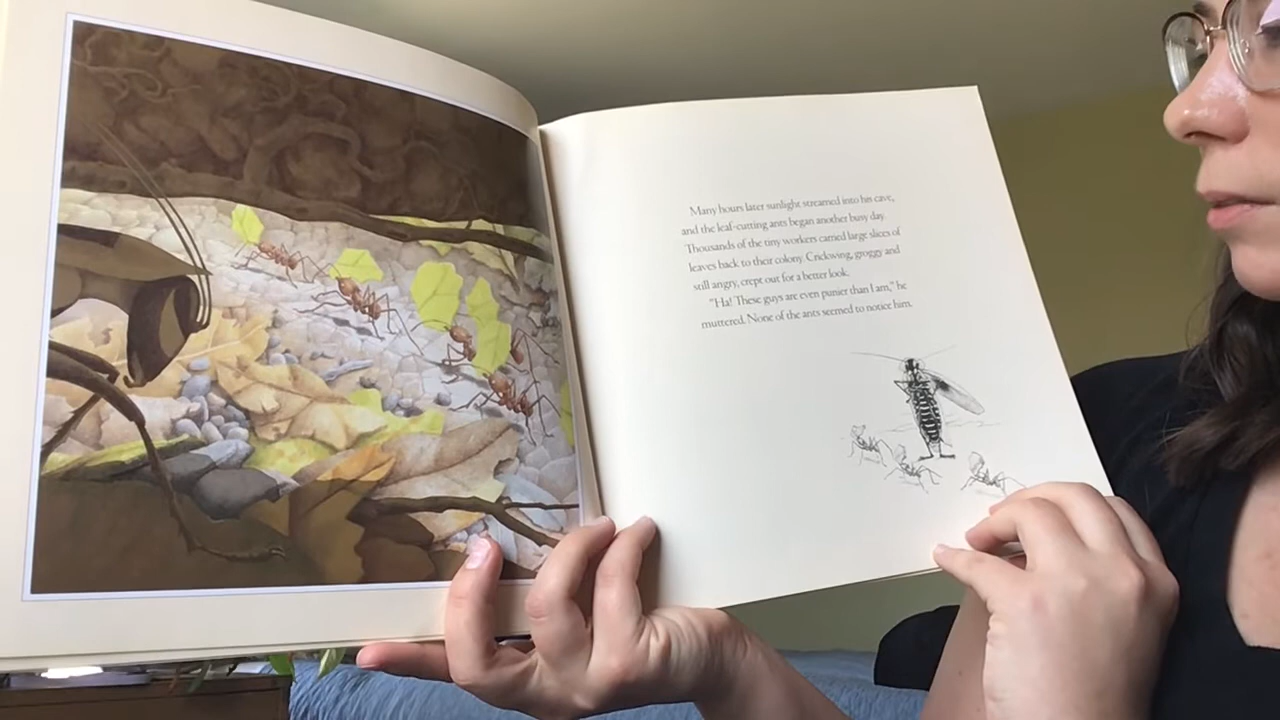 Many hours later sunlight streamed into his cave,
and the leaf-cutting ants began another busy day.
Thousands of the tiny workers carried large slices of
leaves back to their colony. Crickwing, groggy and
still angry, crept out for a better look.
"Ha! These guys are even punier than I am," he
muttered. None of the ants seemed to notice him.